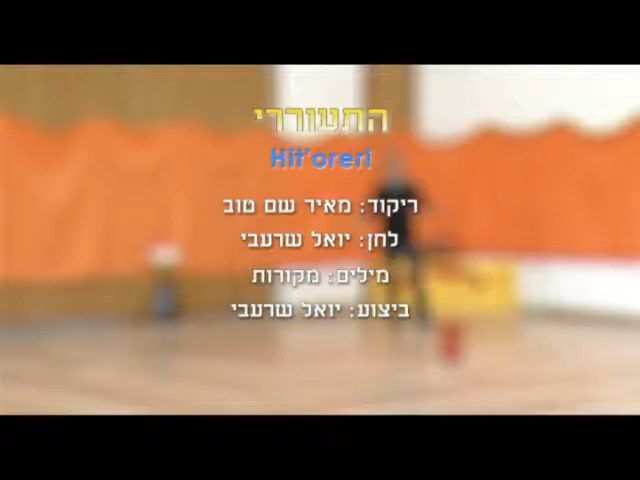 התעוררי
Hit'oreri
ריקוד: מאיר שם טוב
לחן: יואל שרעבי
מילים: מקורות
ביצוע: יואל שרעבי